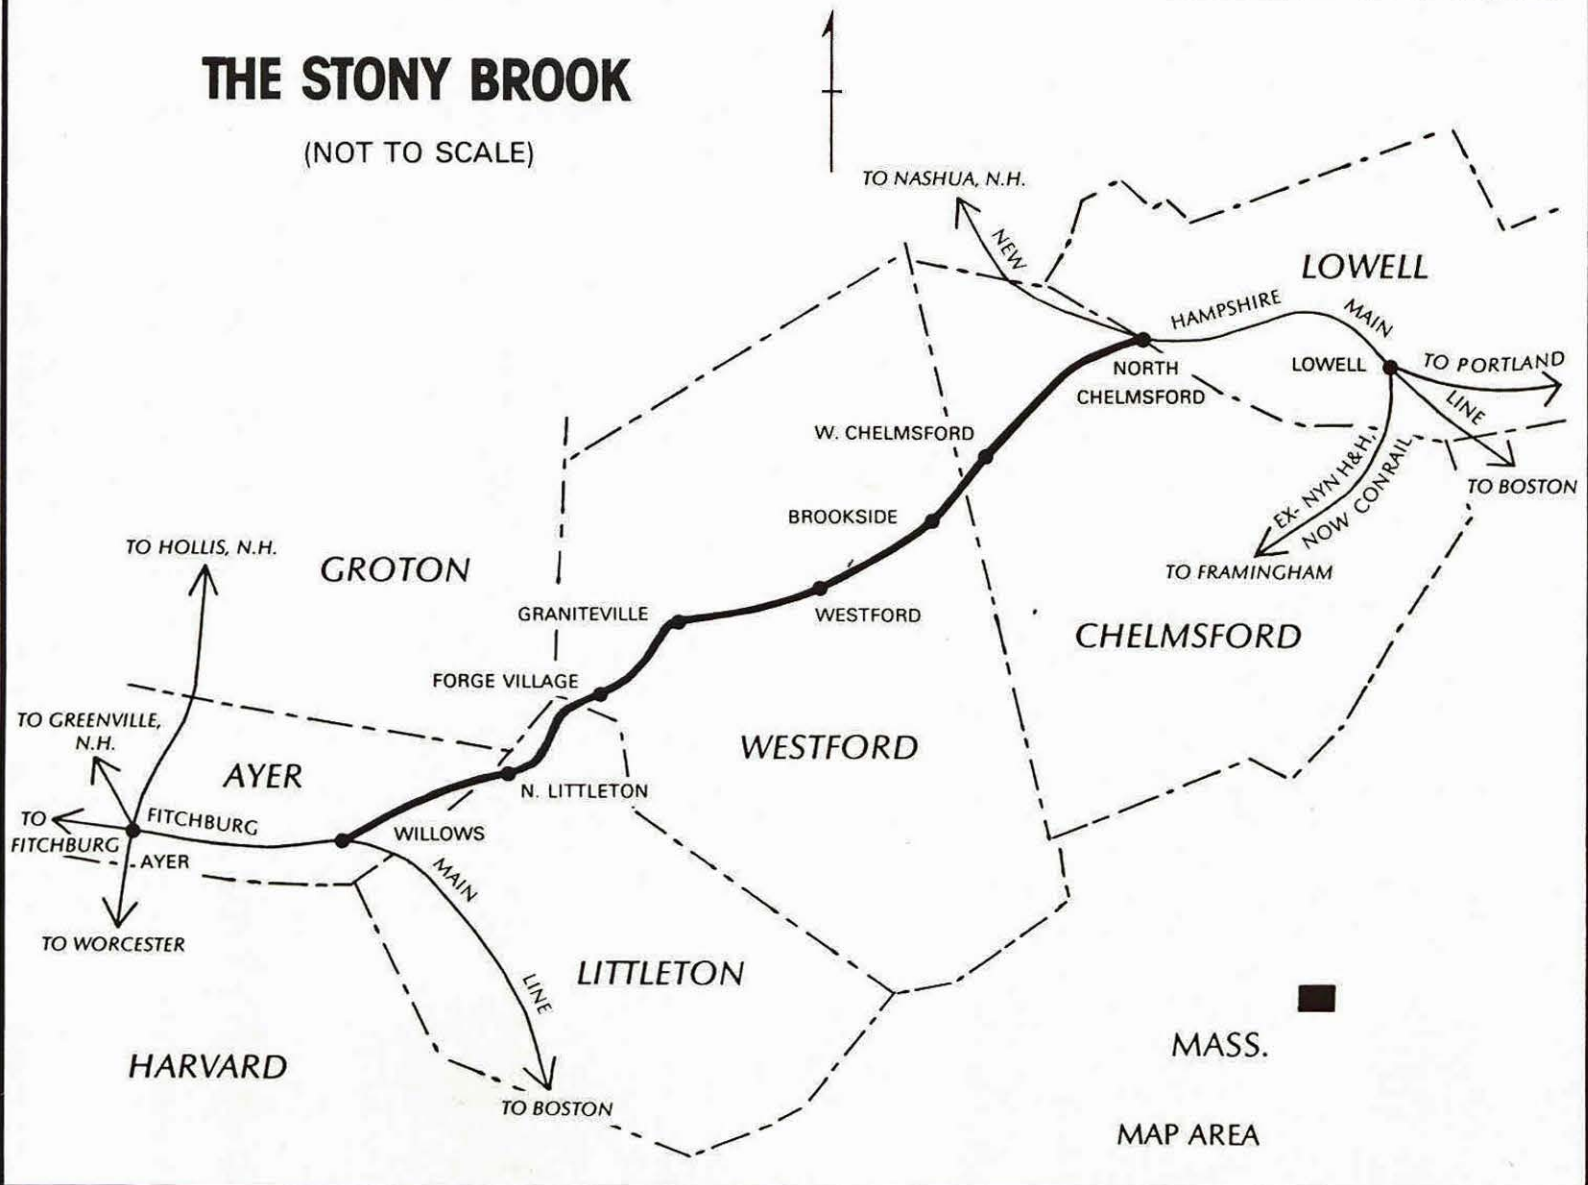 THE STONY BROOK
(NOT TO SCALE)
TO NASHUA, N.H.
NEW
HAMPSHIRE
MAIN
LINE
LOWELL
LOWELL
TO PORTLAND
TO BOSTON
NORTH
CHELMSFORD
EX- NYN H&H,
NOW CONRAIL
TO FRAMINGHAM
W. CHELMSFORD
BROOKSIDE
WESTFORD
GRANITEVILLE
FORGE VILLAGE
CHELMSFORD
WESTFORD
GROTON
TO HOLLIS, N.H.
TO GREENVILLE,
N.H.
AYER
N. LITTLETON
WILLOWS
TO
FITCHBURG
FITCHBURG
AYER
MAIN
LINE
TO WORCESTER
LITTLETON
HARVARD
TO BOSTON
MASS.
MAP AREA